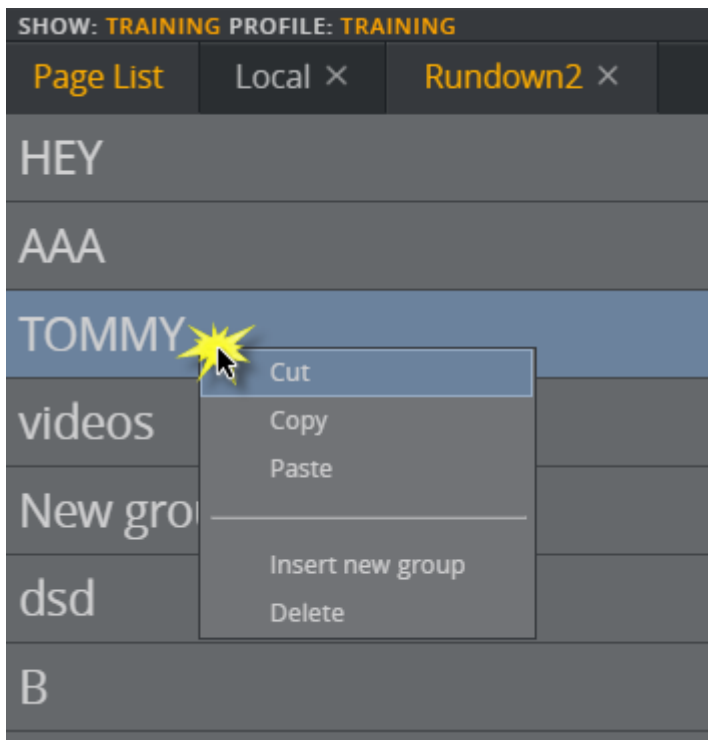 SHOW: TRAINING PROFILE: TRAINING
Page List Local × Rundown2 ×
HEY
AAA
TOMMY
Cut
videos
Copy
Paste
New
Insert new group
dsd
Delete
B